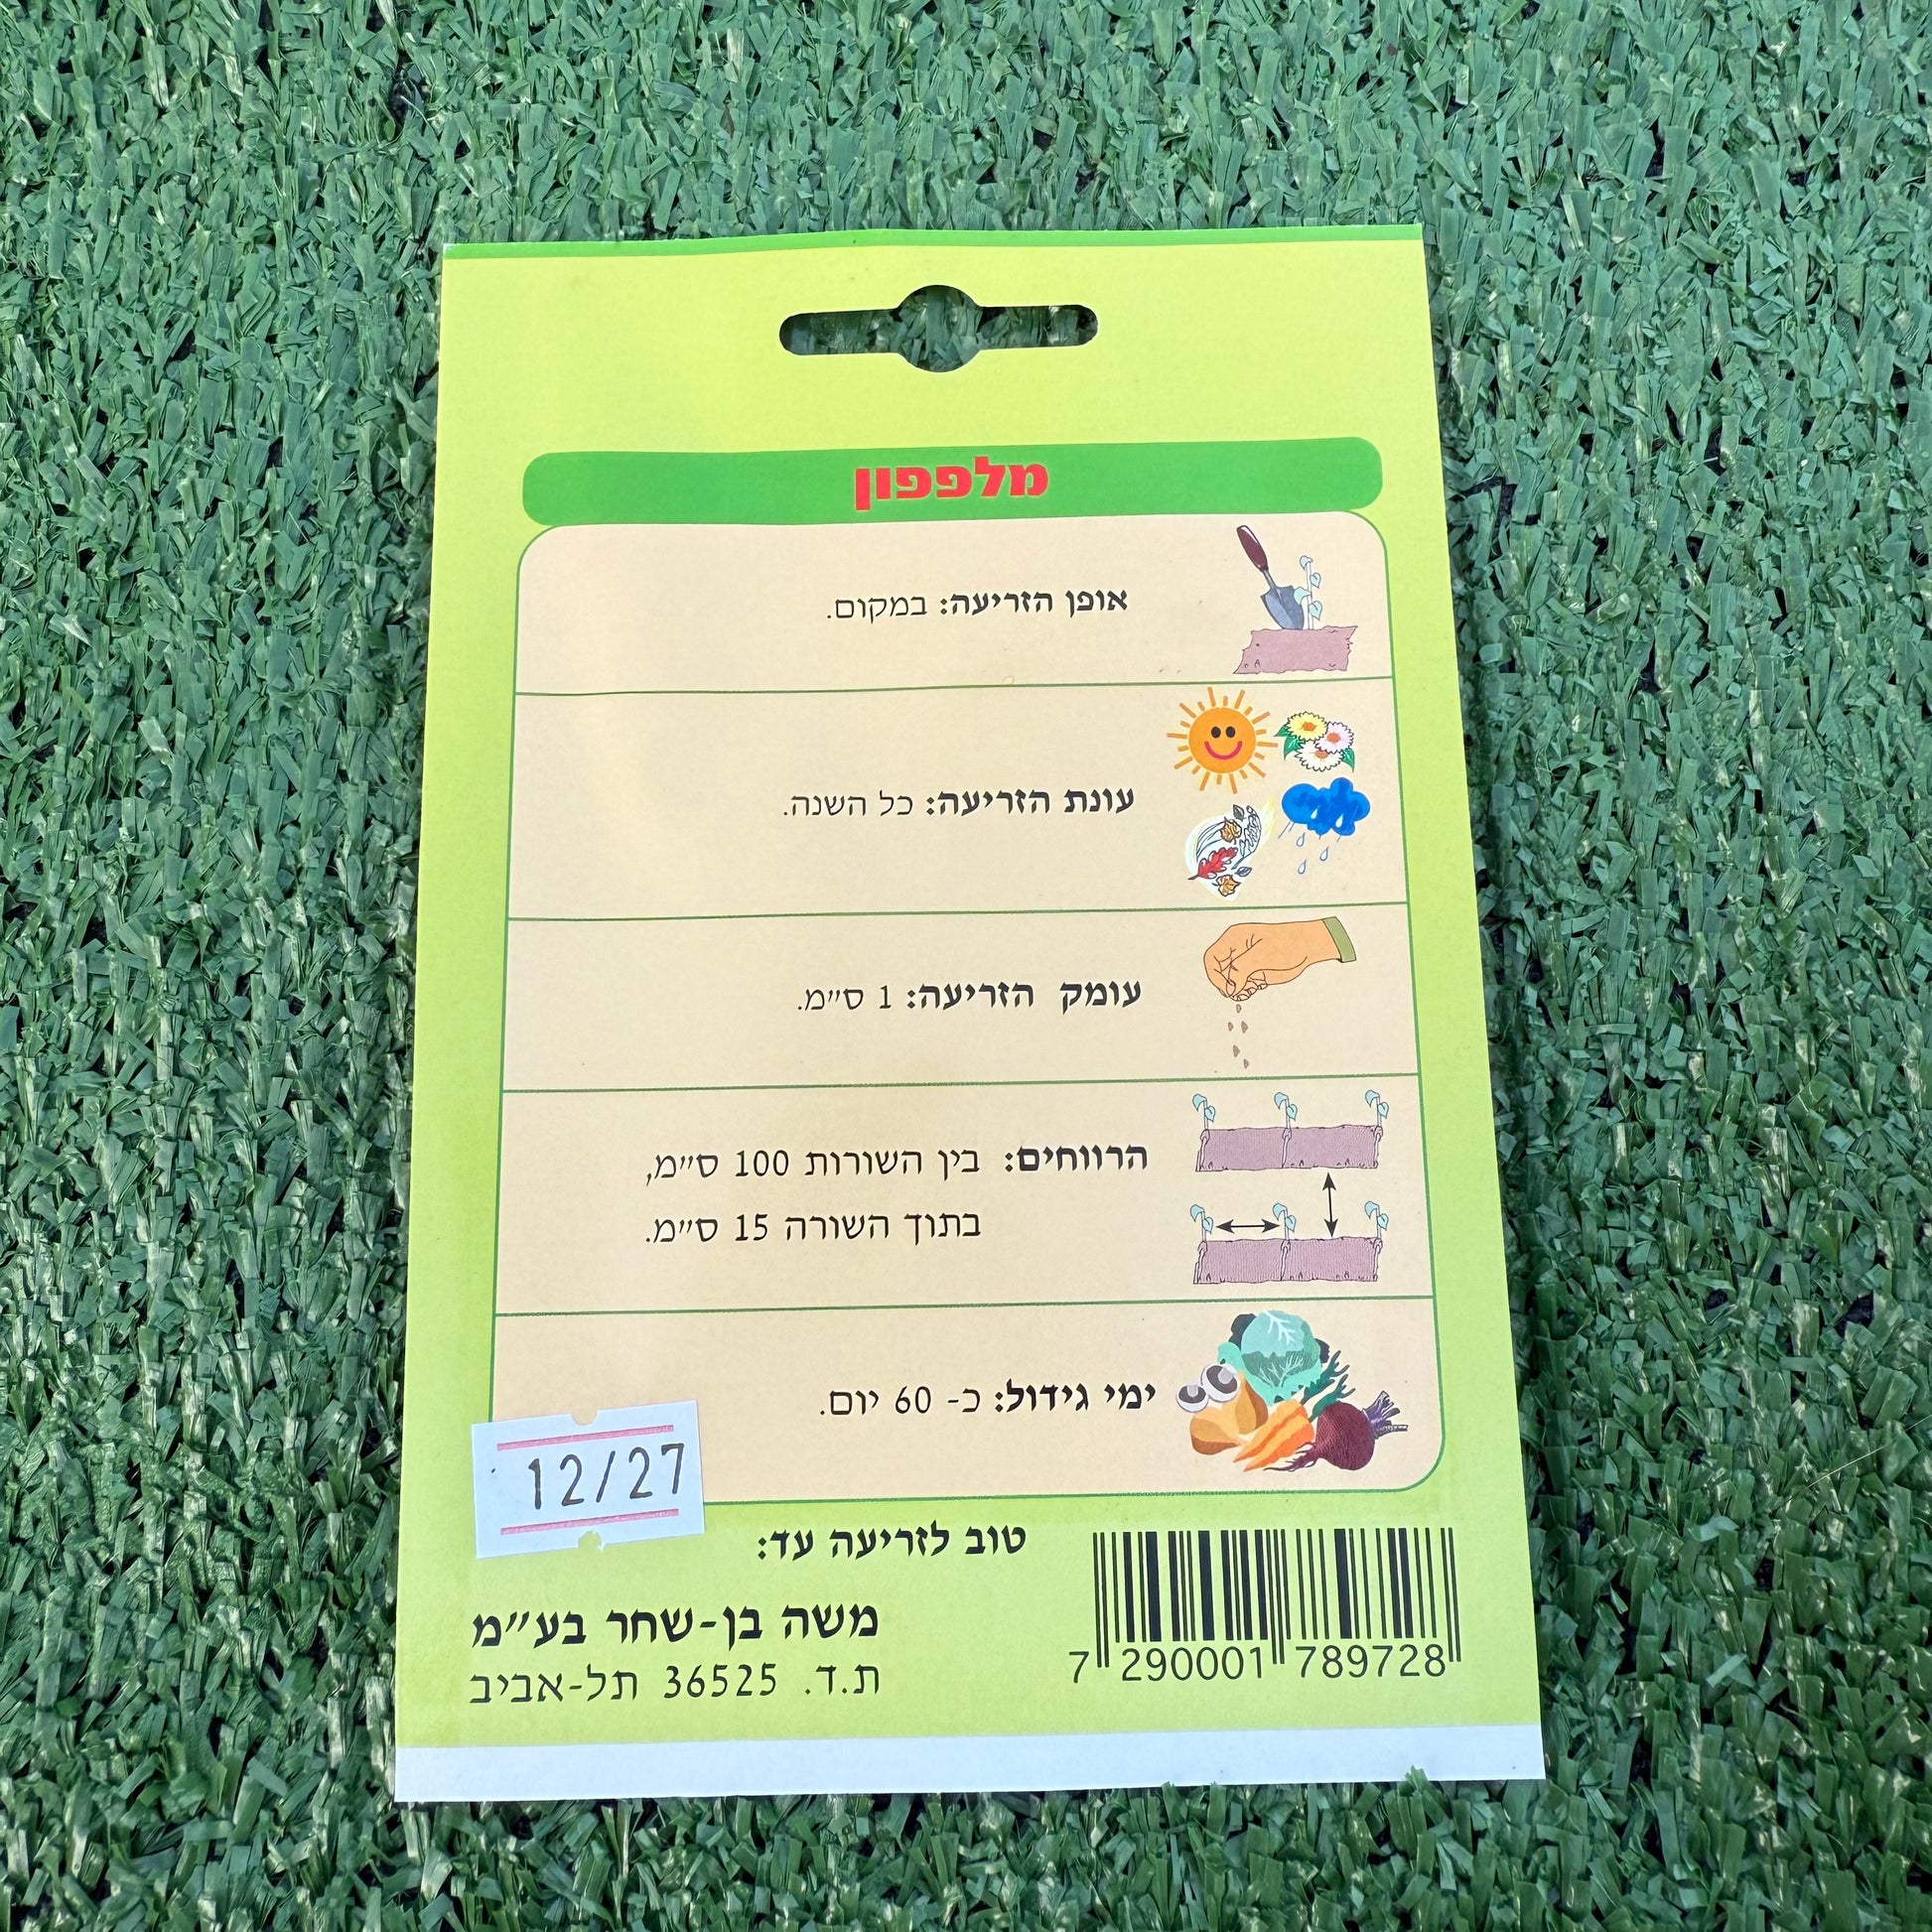 מלפפון
אופן הזריעה: במקום.
עונת הזריעה: כל השנה.
עומק הזריעה: 1 ס״מ.
הרווחים: בין השורות 100 ס״מ,
בתוך השורה 15 ס״מ.
ימי גידול: כ- 60 יום.
טוב לזריעה עד:
12/27
משה בן-שחר בע״מ
ת.ד. 36525 תל-אביב
7 290001 789728